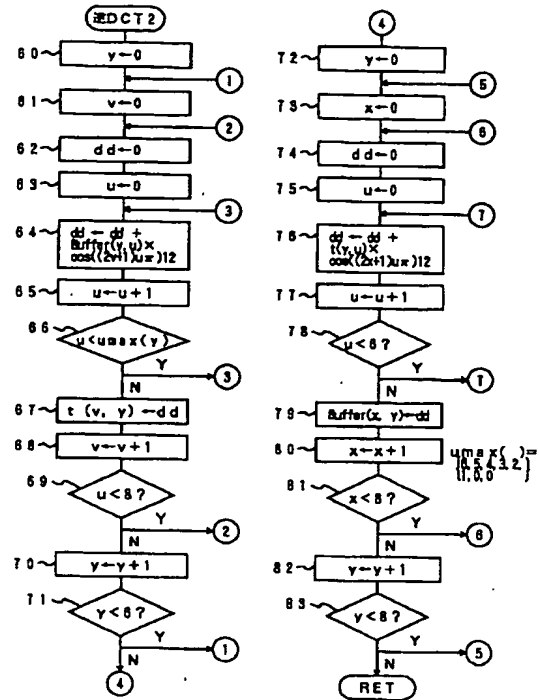 逆DCT2
60 y←0
①
61 v←0
②
62 dd←0
63 u←0
③
64 dd ← dd +
Buffer(y,u)×
cos((2v+1)uπ)12
65 u←u+1
66 u<umax(y)
Y
③
N
67 t (v, y) ←dd
68 v←v+1
69 u<8?
Y
②
N
70 y←y+1
71 y<6?
Y
①
N
④
④
72 y←0
⑤
73 x←0
⑥
74 dd←0
75 u←0
⑦
76 dd ← dd +
t(y,u)×
cos((2x+1)uπ)12
77 u←u+1
78 u<6?
Y
⑦
N
79 Buffer(x, y)←dd
80 x←x+1
umax( )=
{6,5,4,3,2,
1,0,0 }
81 x<8?
Y
⑥
N
82 y←y+1
83 y<8?
Y
⑤
N
RET